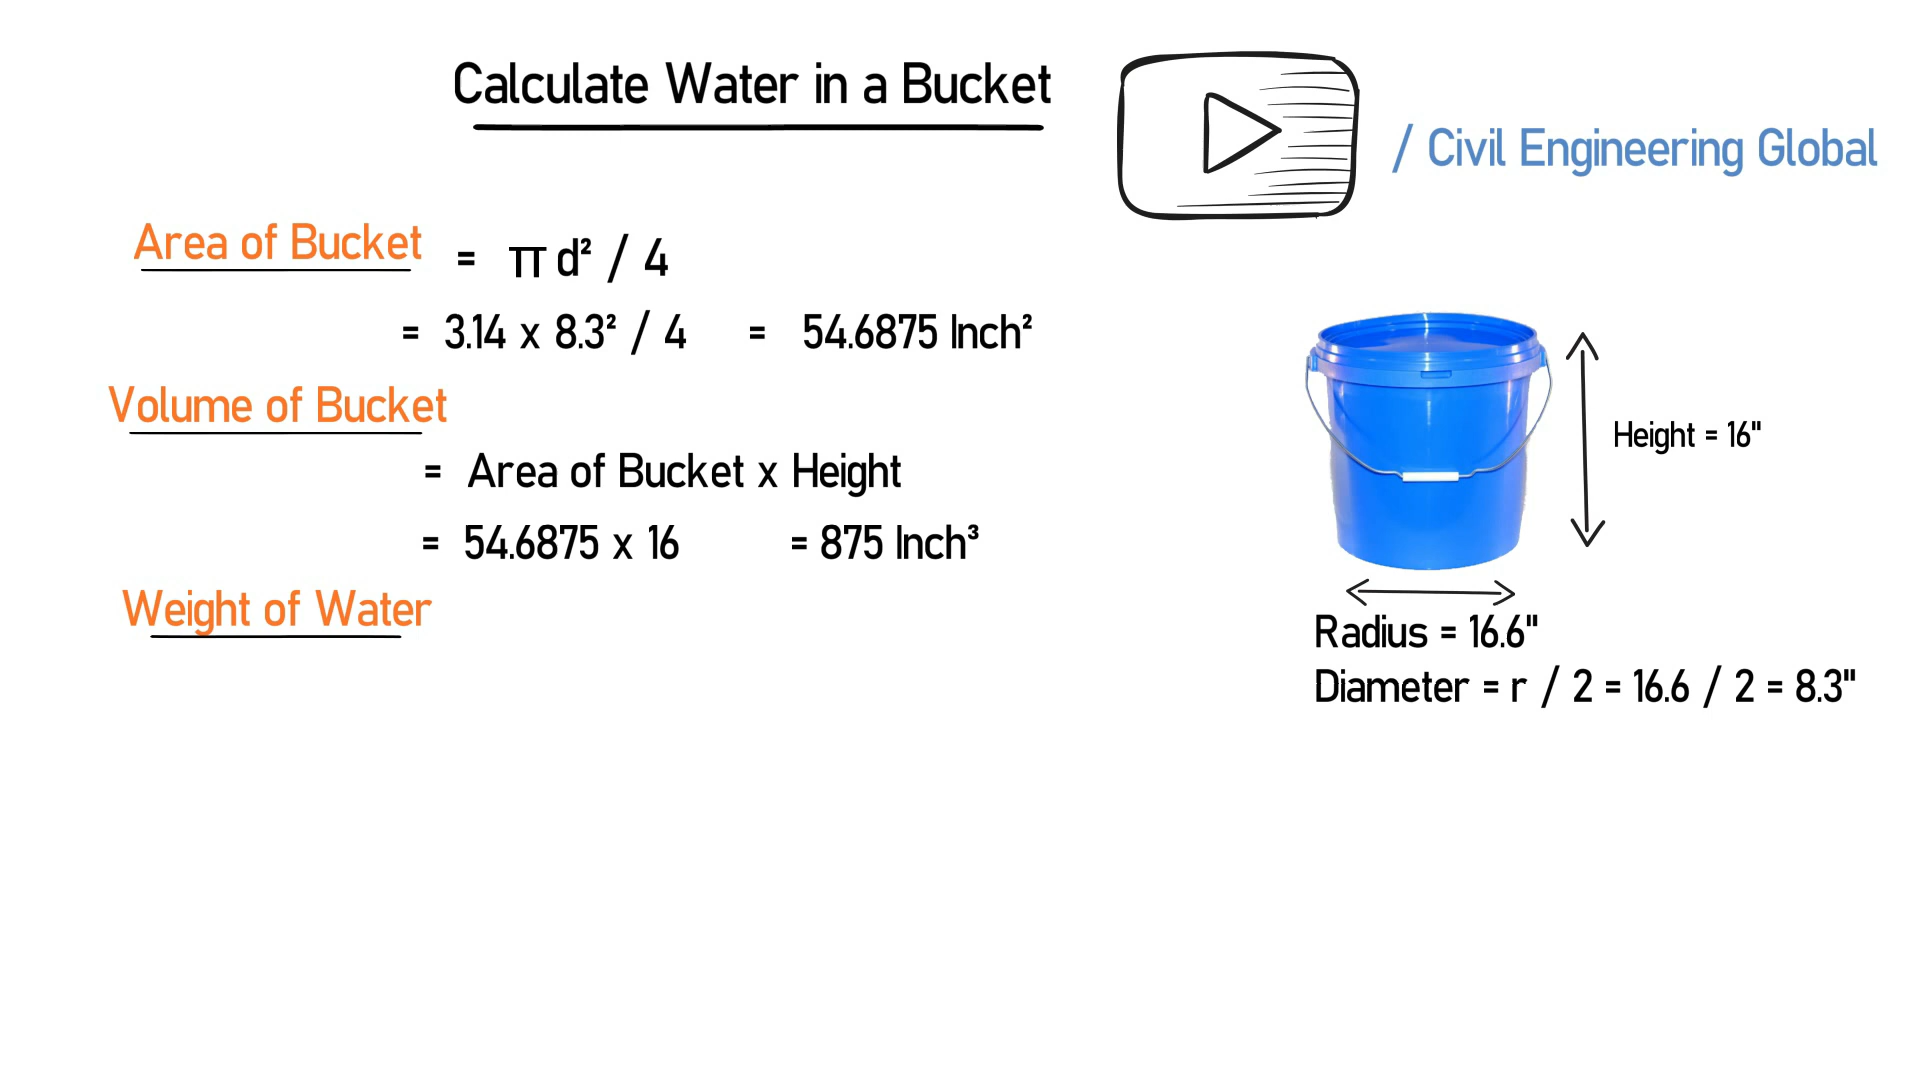 Calculate Water in a Bucket
/ Civil Engineering Global
Area of Bucket = π d² / 4
= 3.14 x 8.3² / 4 = 54.6875 Inch²
Volume of Bucket
= Area of Bucket x Height
= 54.6875 x 16 = 875 Inch³
Weight of Water
Height = 16"
Radius = 16.6"
Diameter = r / 2 = 16.6 / 2 = 8.3"